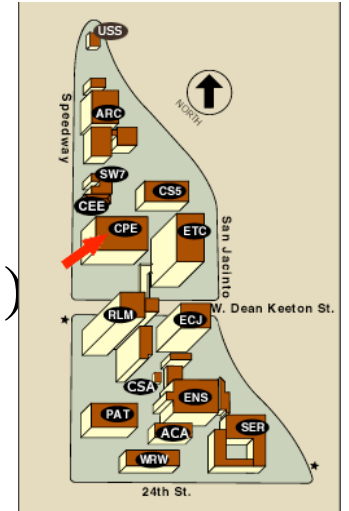 USS
Speedway
ARC
NORTH
SW7
CS5
CEE
CPE
ETC
San Jacinto
)
RLM
ECJ
W. Dean Keeton St.
CSA
ENS
PAT
ACA
SER
WRW
24th St.